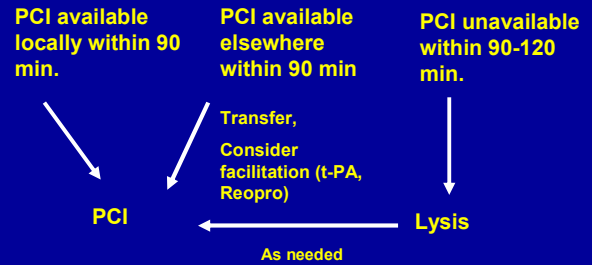 PCI available
locally within 90
min.
PCI available
elsewhere
within 90 min
PCI unavailable
within 90-120
min.
Transfer,
Consider
facilitation (t-PA,
Reopro)
PCI
Lysis
As needed